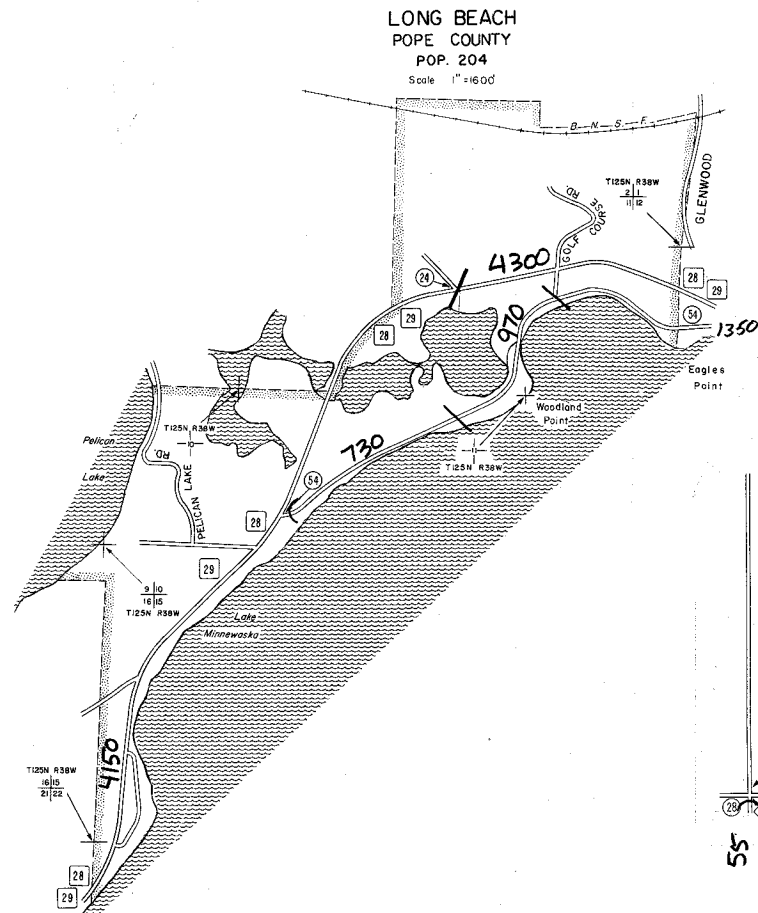 LONG BEACH
POPE COUNTY
POP. 204
Scale 1"=1600'
B. N. S. F.
GLENWOOD
T125N R38W
2 1
11 12
GOLF COURSE RD.
24
4300
28
29
28
29
54
1350
970
Eagles
Point
Woodland
Point
T125N R38W
10
11
T125N R38W
730
Pelican
Lake
PELICAN LAKE RD.
54
28
29
9 10
16 15
T125N R38W
Lake
Minnewaska
4150
T125N R38W
16 15
21 22
28
29
28
55